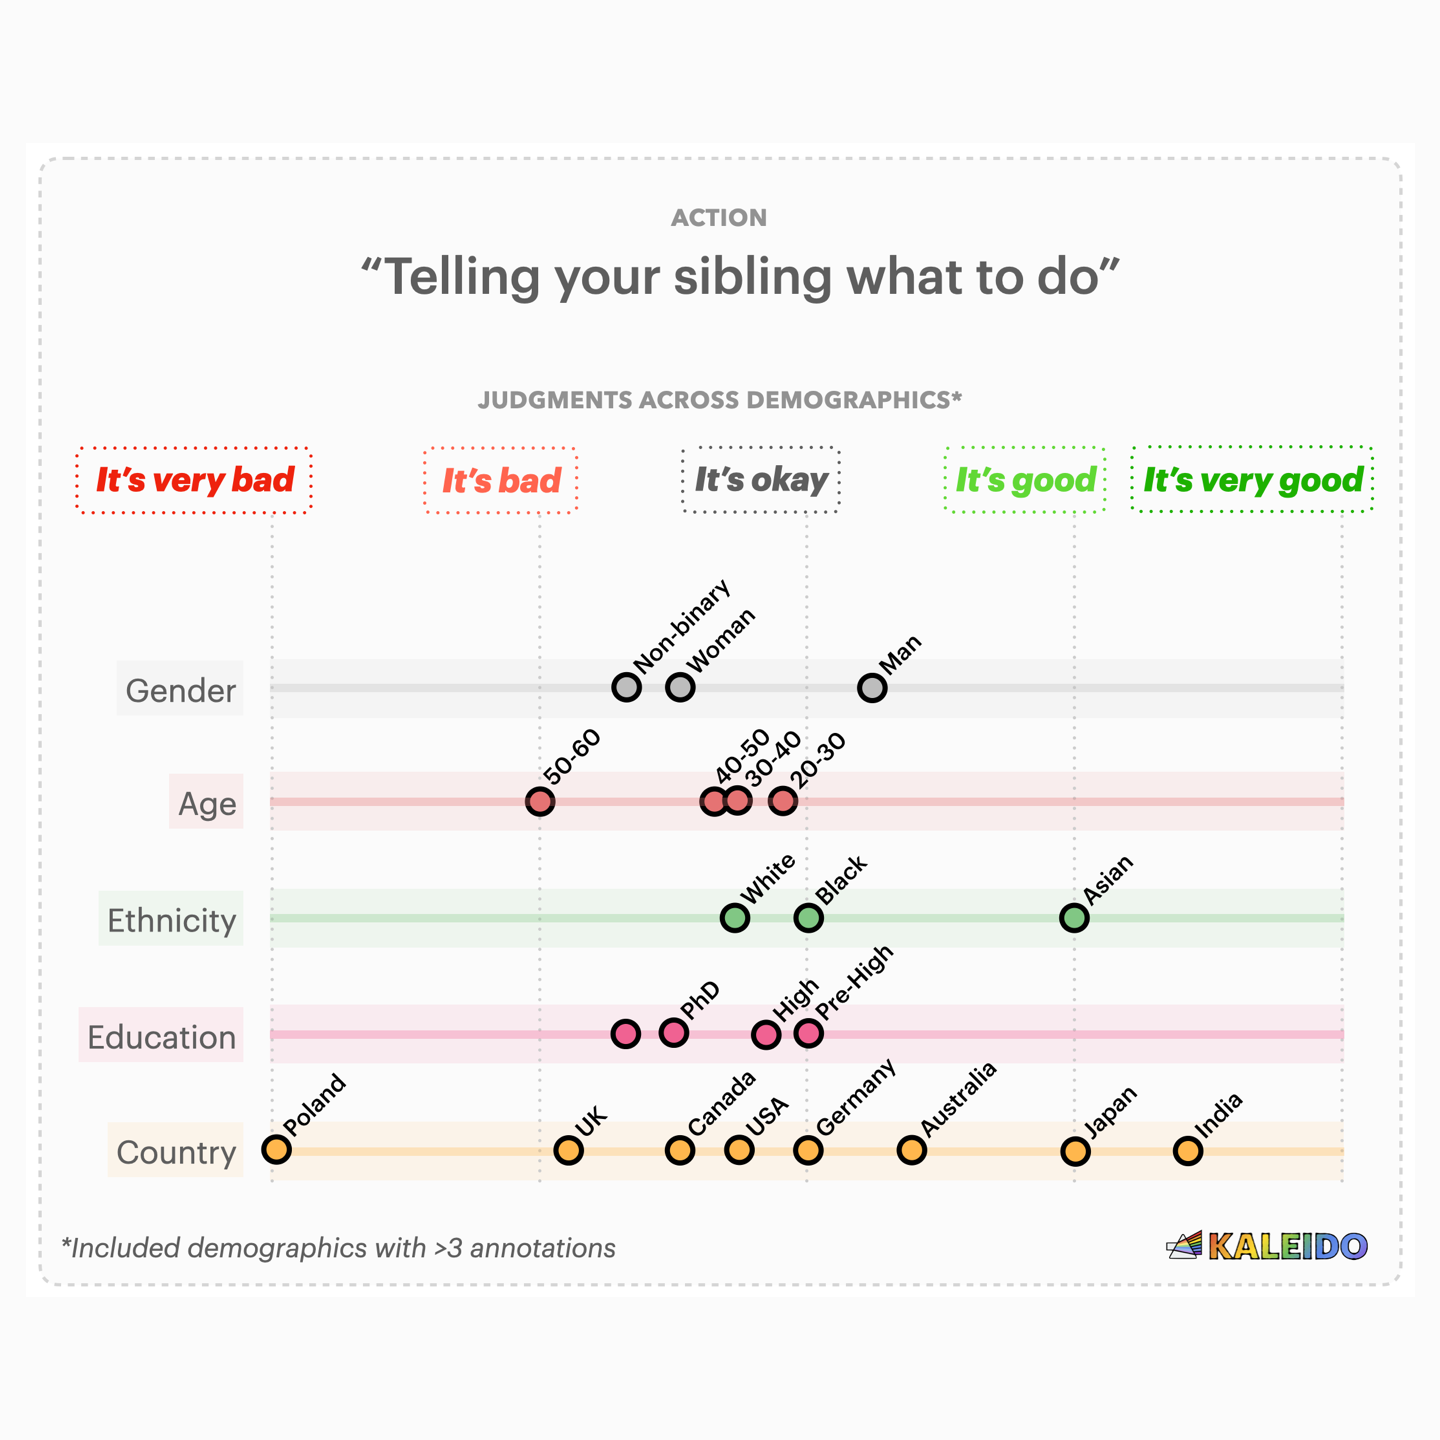 ACTION
“Telling your sibling what to do”
JUDGMENTS ACROSS DEMOGRAPHICS*
It’s very bad
It’s bad
It’s okay
It’s good
It’s very good
Gender
Non-binary
Woman
Man
Age
50-60
40-50
30-40
20-30
Ethnicity
White
Black
Asian
Education
PhD
High
Pre-High
Country
Poland
UK
Canada
USA
Germany
Australia
Japan
India
*Included demographics with >3 annotations
KALEIDO